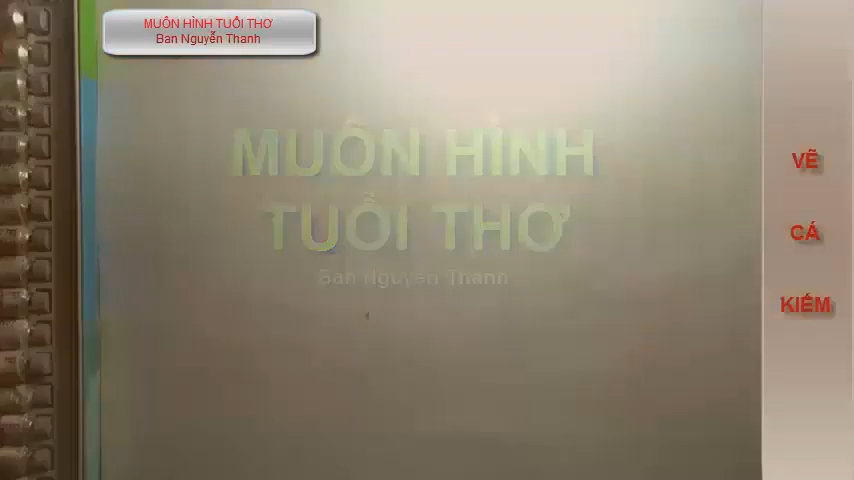 MUÔN HÌNH TUỔI THƠ
Ban Nguyễn Thanh
MUÔN HÌNH
TUỔI THƠ
Ban Nguyễn Thanh
VẼ
CÁ
KIẾM